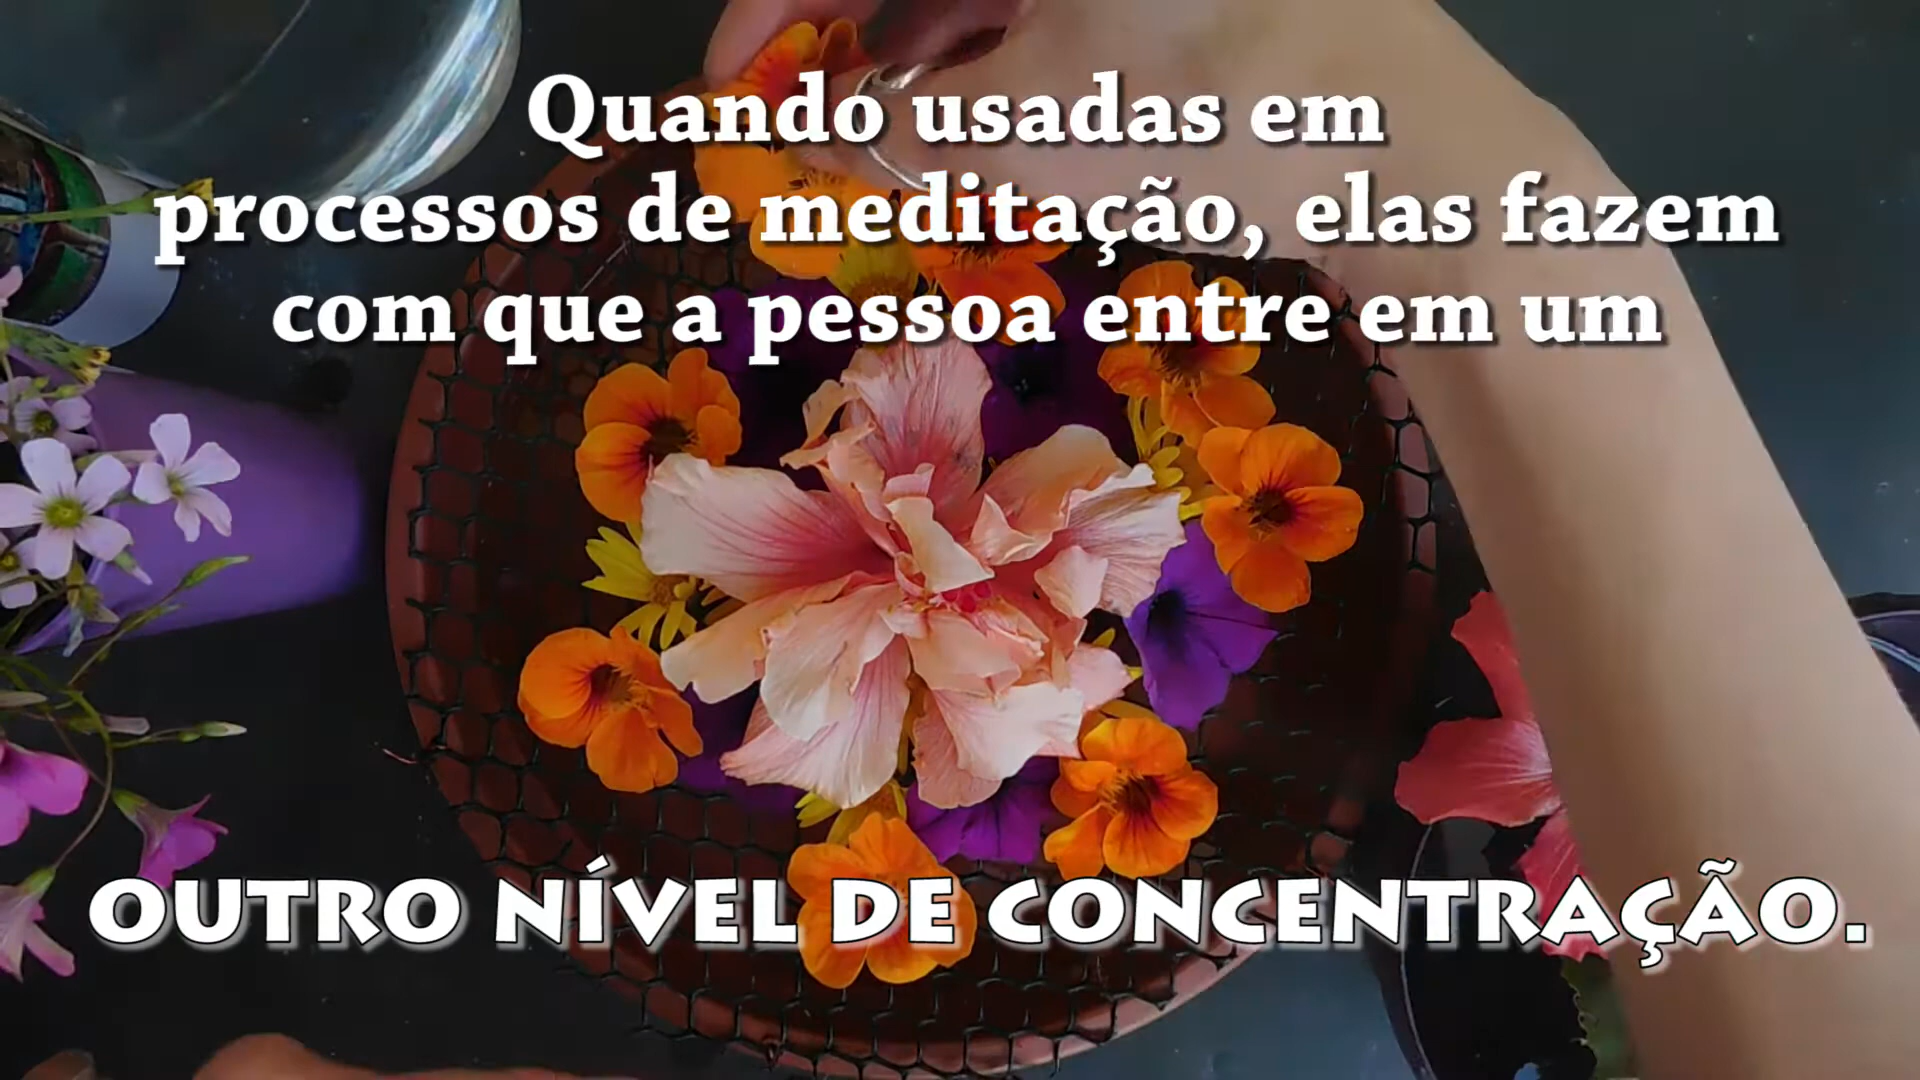 Quando usadas em
processos de meditação, elas fazem
com que a pessoa entre em um
OUTRO NÍVEL DE CONCENTRAÇÃO.